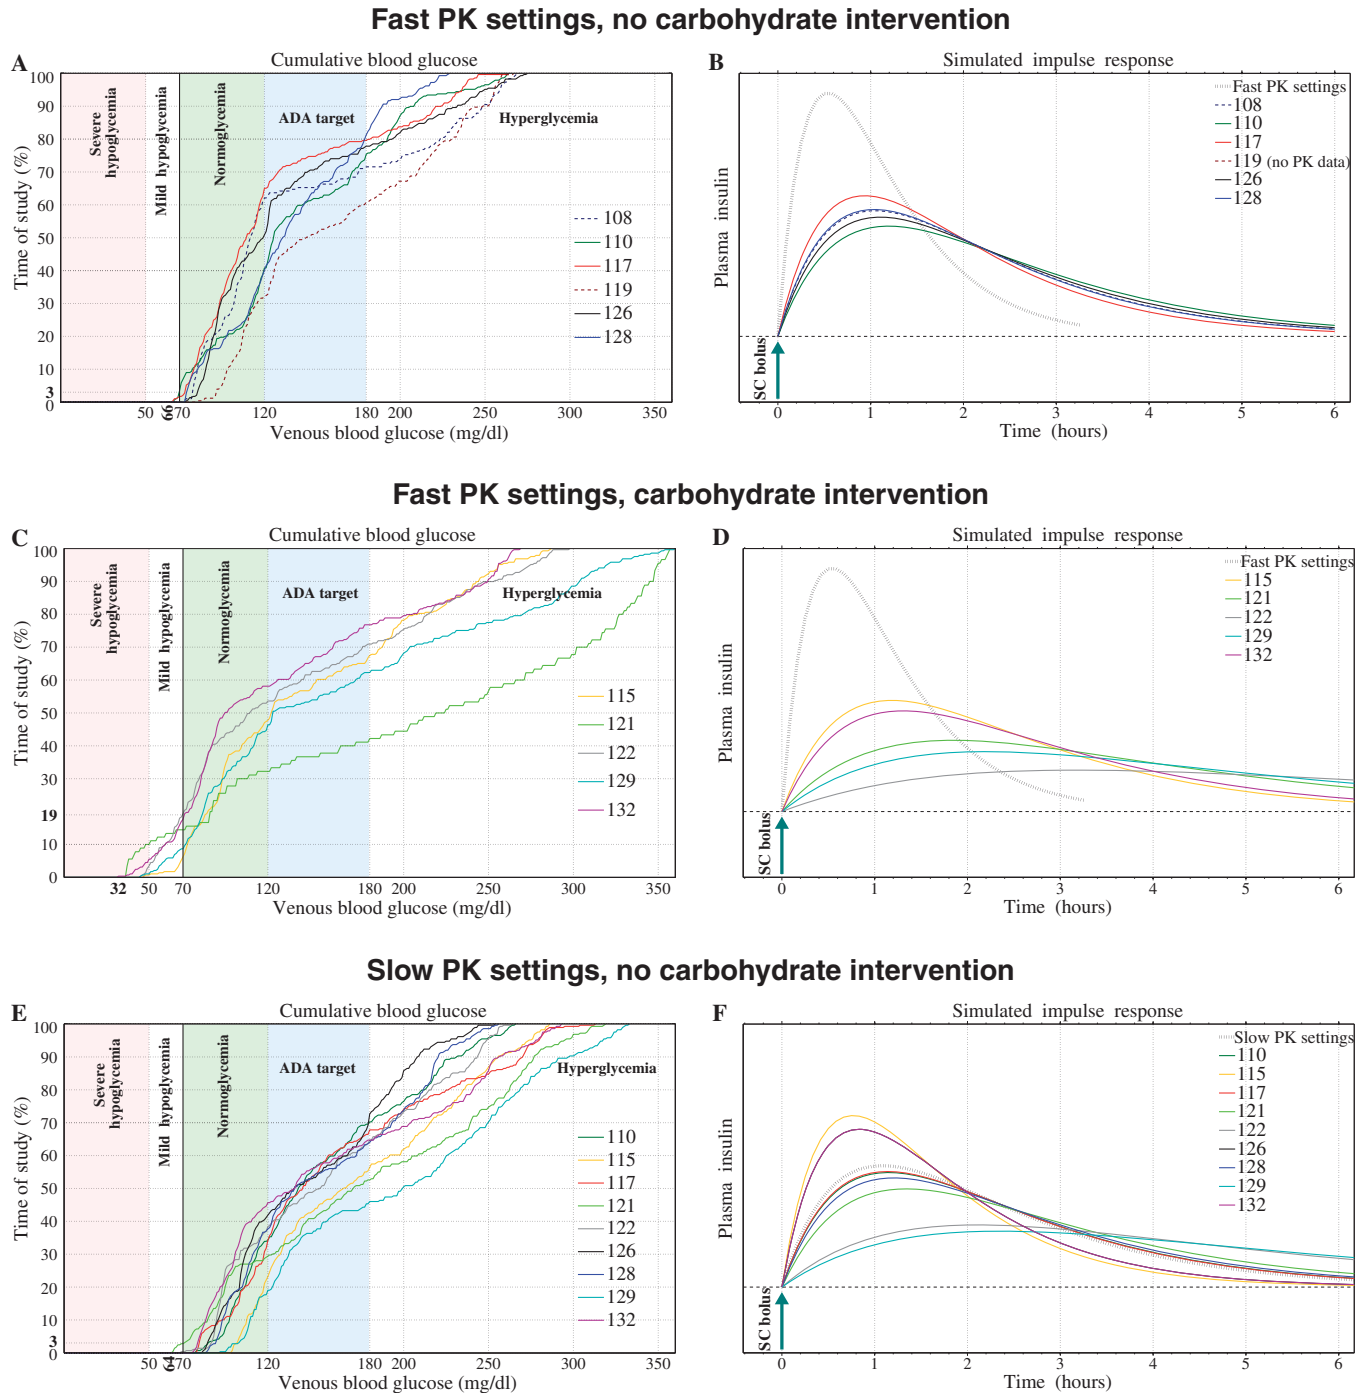 Fast PK settings, no carbohydrate intervention
A
Cumulative blood glucose
Time of study (%)
100
90
80
70
60
50
40
30
20
10
3
0
Severe hypoglycemia
Mild hypoglycemia
Normoglycemia
ADA target
Hyperglycemia
108
110
117
119
126
128
50
66
70
120
180
200
250
300
350
Venous blood glucose (mg/dl)
B
Simulated impulse response
Plasma insulin
Fast PK settings
108
110
117
119 (no PK data)
126
128
SC bolus
0
1
2
3
4
5
6
Time (hours)
Fast PK settings, carbohydrate intervention
C
Cumulative blood glucose
Time of study (%)
100
90
80
70
60
50
40
30
19
10
0
Severe hypoglycemia
Mild hypoglycemia
Normoglycemia
ADA target
Hyperglycemia
115
121
122
129
132
32
50
70
120
180
200
250
300
350
Venous blood glucose (mg/dl)
D
Simulated impulse response
Plasma insulin
Fast PK settings
115
121
122
129
132
SC bolus
0
1
2
3
4
5
6
Time (hours)
Slow PK settings, no carbohydrate intervention
E
Cumulative blood glucose
Time of study (%)
100
90
80
70
60
50
40
30
20
10
3
0
Severe hypoglycemia
Mild hypoglycemia
Normoglycemia
ADA target
Hyperglycemia
110
115
117
121
122
126
128
129
132
50
64
70
120
180
200
250
300
350
Venous blood glucose (mg/dl)
F
Simulated impulse response
Plasma insulin
Slow PK settings
110
115
117
121
122
126
128
129
132
SC bolus
0
1
2
3
4
5
6
Time (hours)